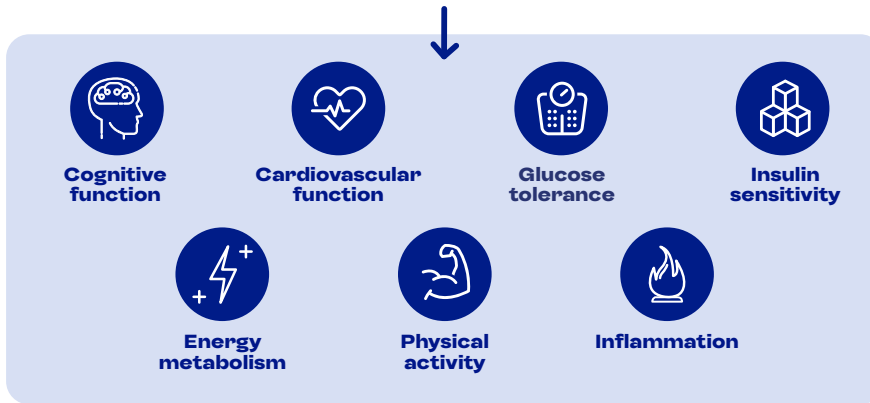 Cognitive
function
Cardiovascular
function
Glucose
tolerance
Insulin
sensitivity
Energy
metabolism
Physical
activity
Inflammation